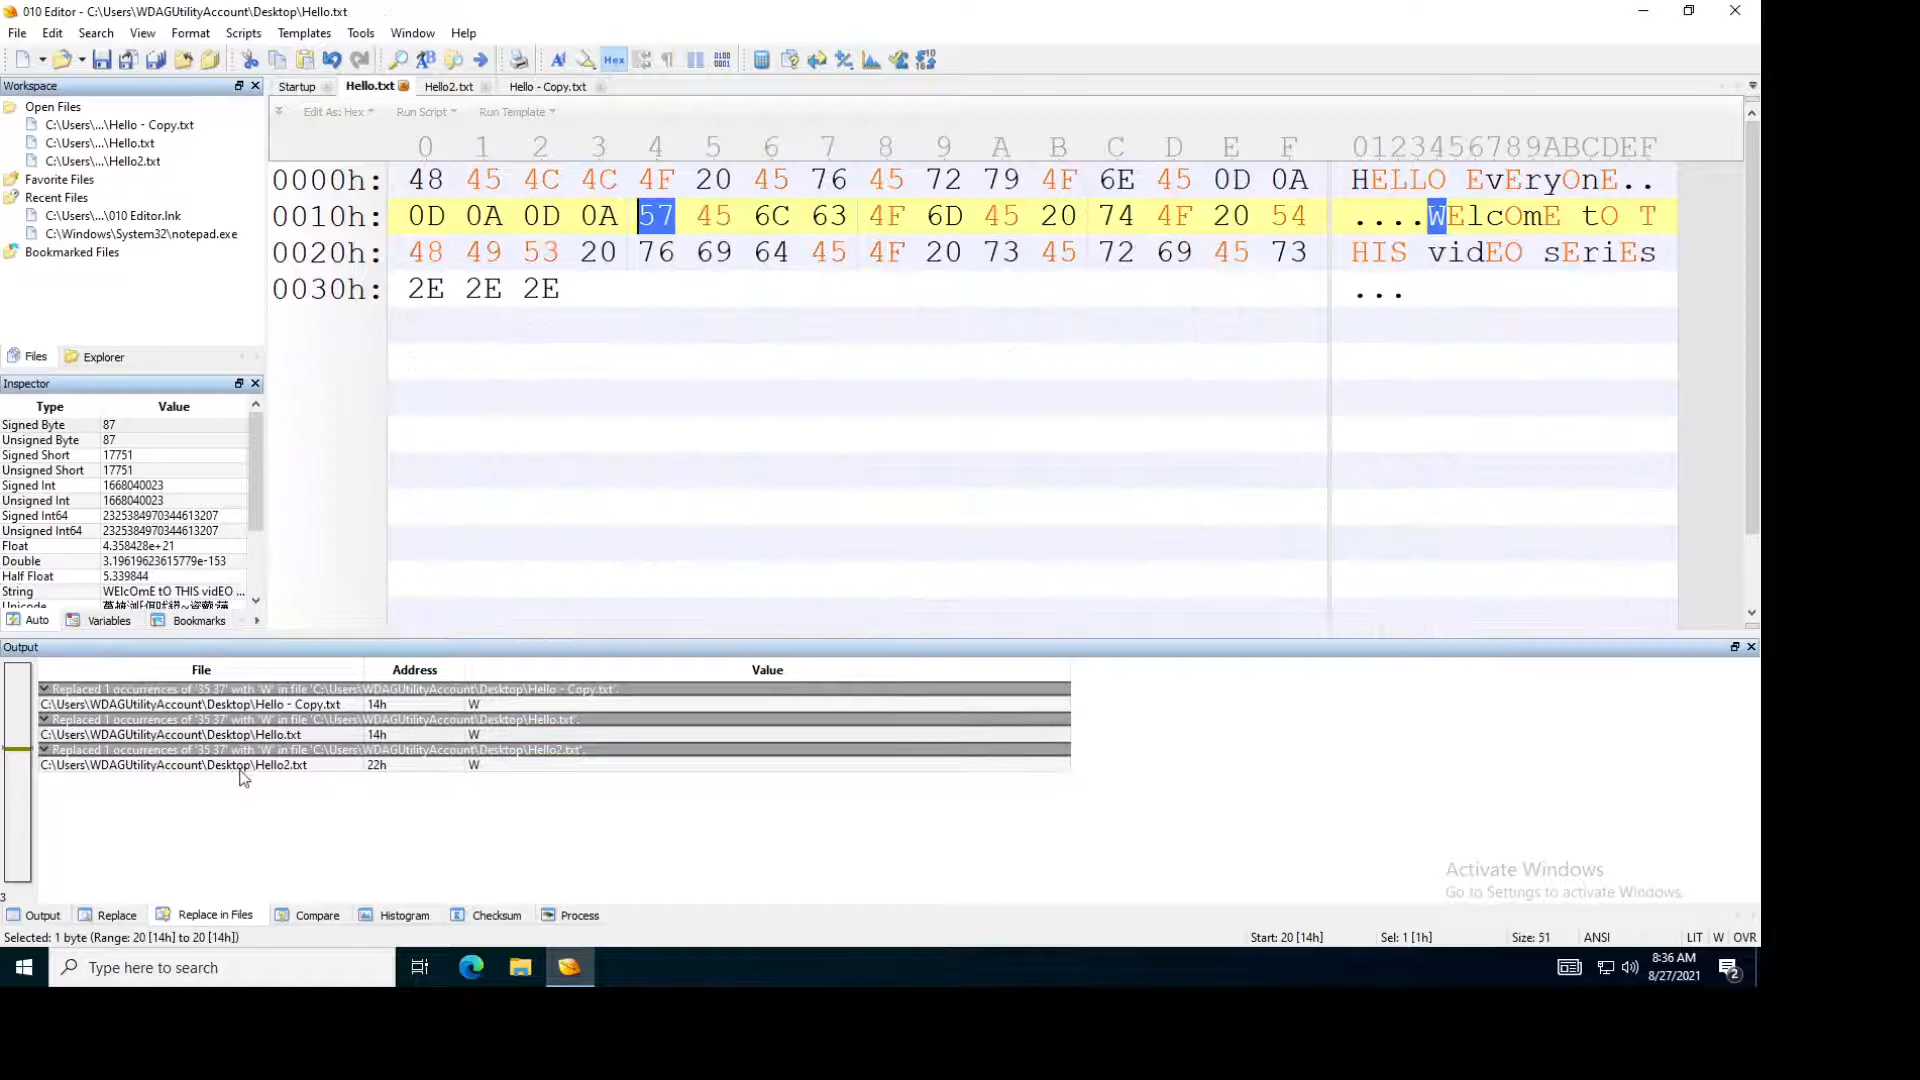 010 Editor - C:\Users\WDAGUtilityAccount\Desktop\Hello.txt
File Edit Search View Format Scripts Templates Tools Window Help
Hex
Workspace
Startup Hello.txt Hello2.txt Hello - Copy.txt
Open Files
C:\Users\...\Hello - Copy.txt
C:\Users\...\Hello.txt
C:\Users\...\Hello2.txt
Favorite Files
Recent Files
C:\Users\...\010 Editor.lnk
C:\Windows\System32\notepad.exe
Bookmarked Files
Files Explorer
Edit As: Hex Run Script Run Template
0 1 2 3 4 5 6 7 8 9 A B C D E F 0123456789ABCDEF
0000h: 48 45 4C 4C 4F 20 45 76 45 72 79 4F 6E 45 0D 0A HELLO EvEryOnE..
0010h: 0D 0A 0D 0A 57 45 6C 63 4F 6D 45 20 74 4F 20 54 ....WElcOmE tO T
0020h: 48 49 53 20 76 69 64 45 4F 20 73 45 72 69 45 73 HIS vidEO sEriEs
0030h: 2E 2E 2E ...
Inspector
Type Value
Signed Byte 87
Unsigned Byte 87
Signed Short 17751
Unsigned Short 17751
Signed Int 1668040023
Unsigned Int 1668040023
Signed Int64 2325384970344613207
Unsigned Int64 2325384970344613207
Float 4.358428e+21
Double 3.19619623615779e-153
Half Float 5.339844
String WElcOmE tO THIS vidEO ...
Unicode
Auto Variables Bookmarks
Output
File Address Value
Replaced 1 occurrences of '35 37' with 'W' in file 'C:\Users\WDAGUtilityAccount\Desktop\Hello - Copy.txt'.
C:\Users\WDAGUtilityAccount\Desktop\Hello - Copy.txt 14h W
Replaced 1 occurrences of '35 37' with 'W' in file 'C:\Users\WDAGUtilityAccount\Desktop\Hello.txt'.
C:\Users\WDAGUtilityAccount\Desktop\Hello.txt 14h W
Replaced 1 occurrences of '35 37' with 'W' in file 'C:\Users\WDAGUtilityAccount\Desktop\Hello2.txt'.
C:\Users\WDAGUtilityAccount\Desktop\Hello2.txt 22h W
3
Activate Windows
Go to Settings to activate Windows.
Output Replace Replace in Files Compare Histogram Checksum Process
Selected: 1 byte (Range: 20 [14h] to 20 [14h]) Start: 20 [14h] Sel: 1 [1h] Size: 51 ANSI LIT W OVR
Type here to search
8:36 AM
8/27/2021
2